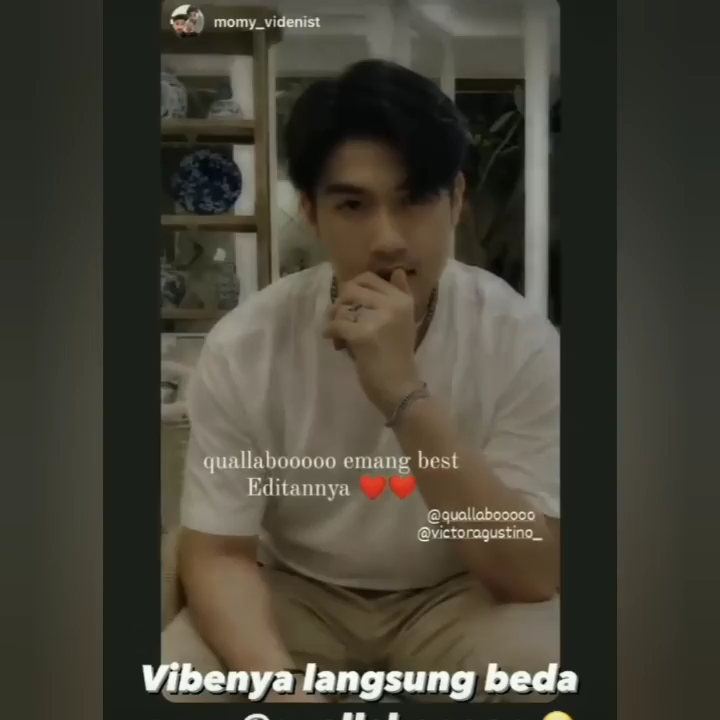 momy_videnist
quallabooooo emang best
Editannya ❤️❤️
@quallabooooo
@victoragustino_
Vibenya langsung beda